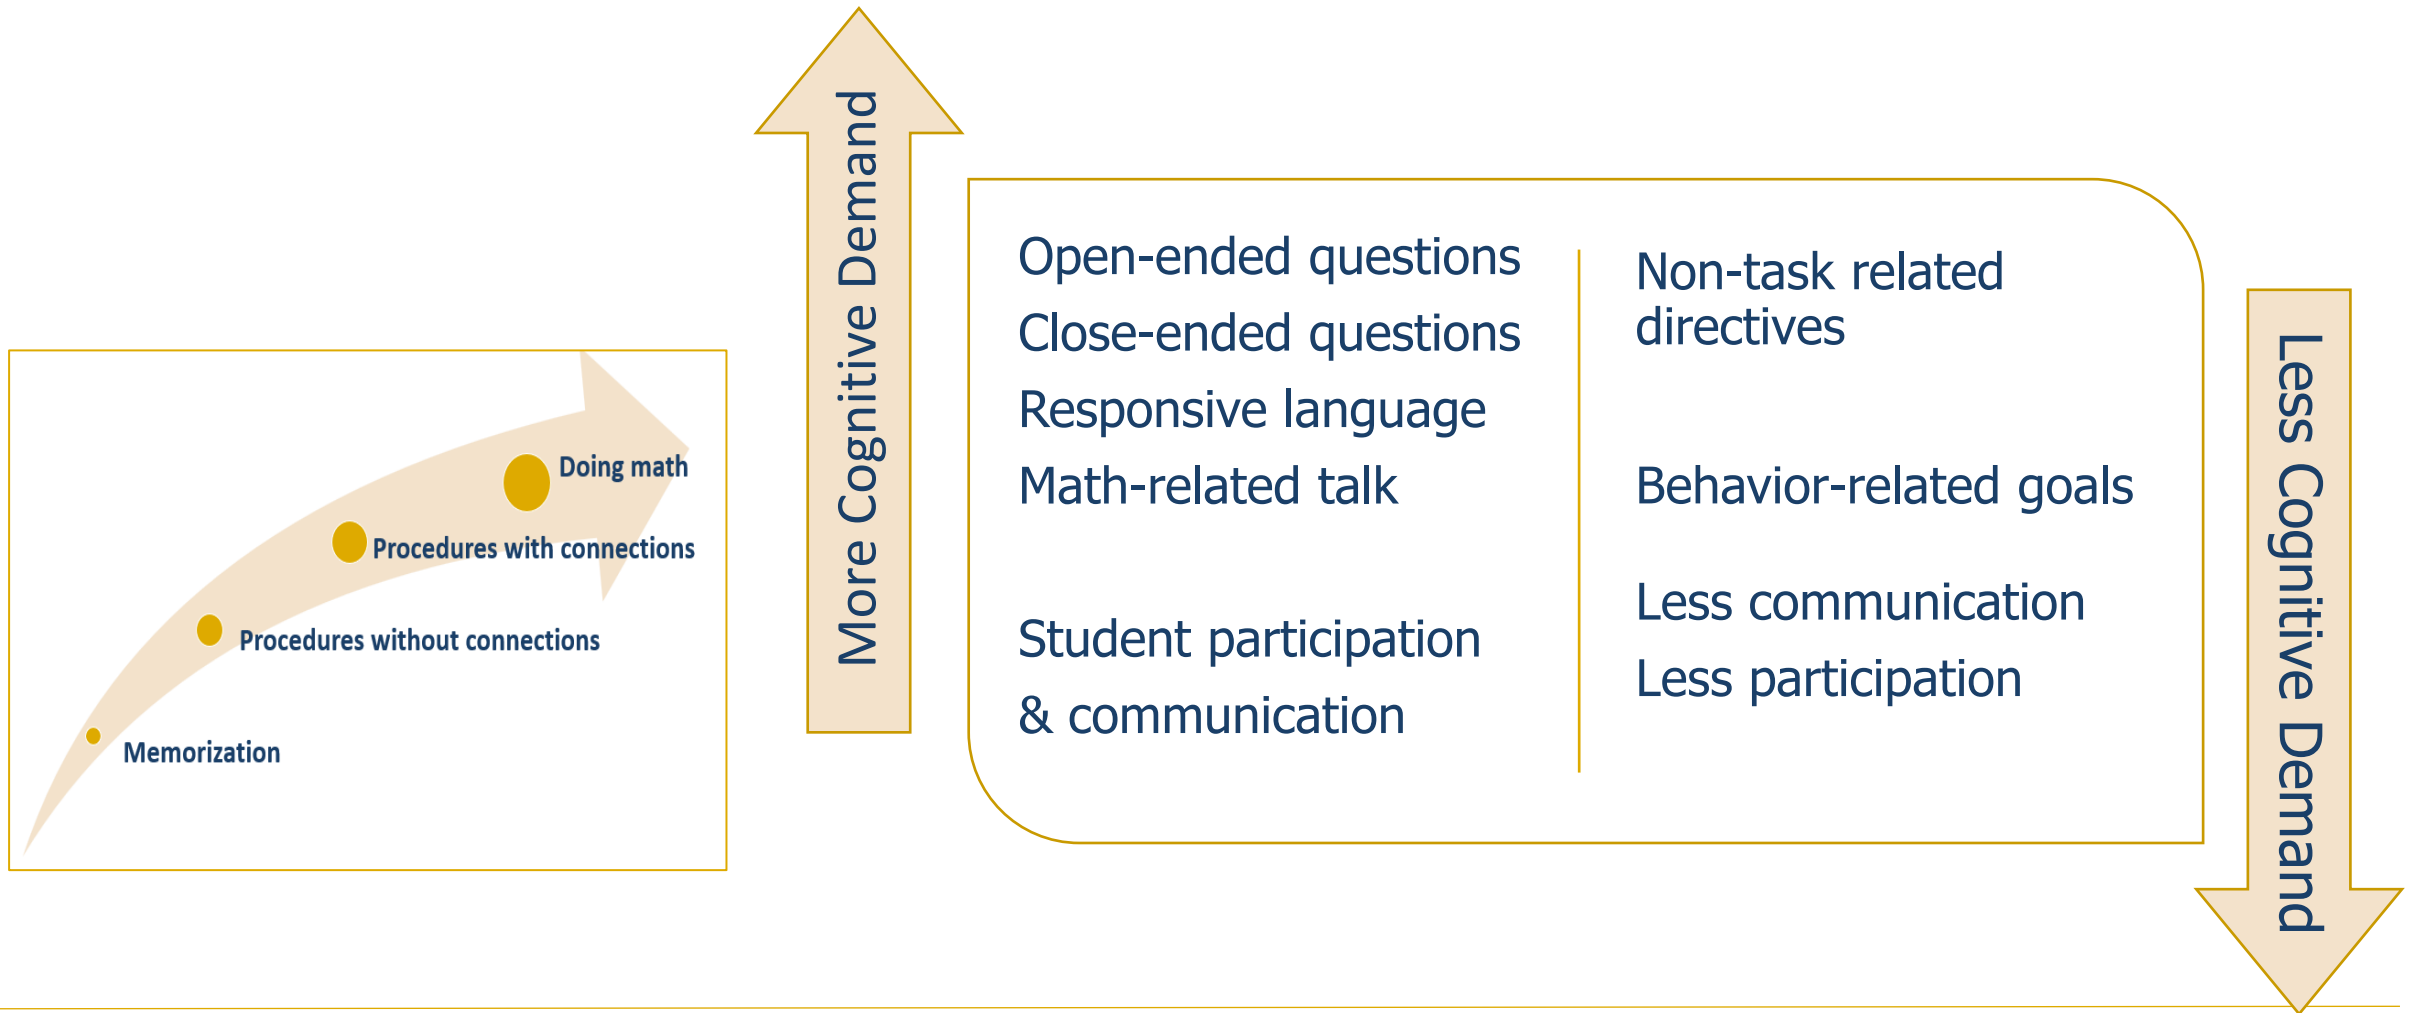 Doing math
Procedures with connections
Procedures without connections
Memorization
More Cognitive Demand
Open-ended questions
Close-ended questions
Responsive language
Math-related talk
Student participation
& communication
Non-task related
directives
Behavior-related goals
Less communication
Less participation
Less Cognitive Demand